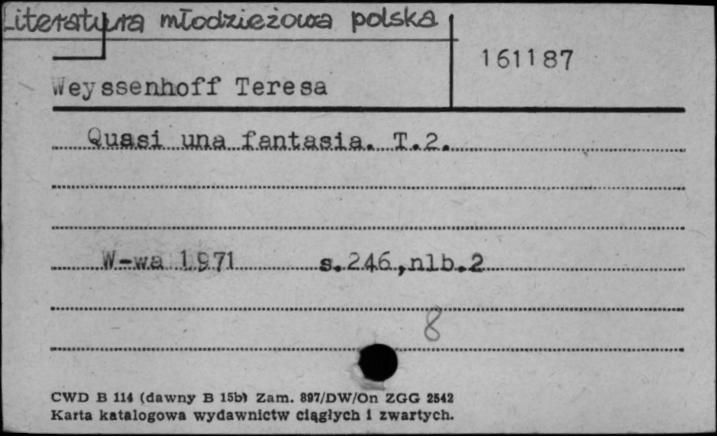 Literatura młodzieżowa polska
161187
Weyssenhoff Teresa
Quasi una fantasia. T.2.
W-wa 1971 s.246,nlb.2
8
CWD B 114 (dawny B 15b) Zam. 897/DW/On ZGG 2542
Karta katalogowa wydawnictw ciągłych i zwartych.